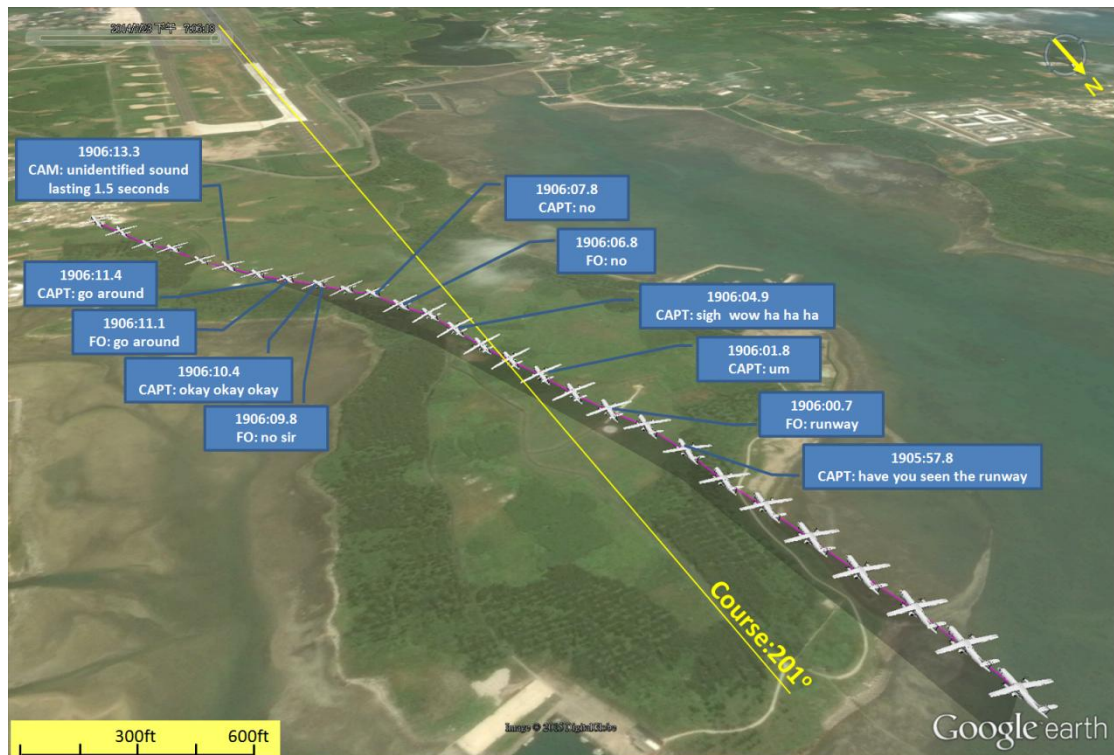 1906:13.3
CAM: unidentified sound
lasting 1.5 seconds
1906:07.8
CAPT: no
1906:06.8
FO: no
1906:11.4
CAPT: go around
1906:04.9
CAPT: sigh wow ha ha ha
1906:11.1
FO: go around
1906:01.8
CAPT: um
1906:10.4
CAPT: okay okay okay
1906:00.7
FO: runway
1906:09.8
FO: no sir
1905:57.8
CAPT: have you seen the runway
Course:201°
N
300ft 600ft
Google earth